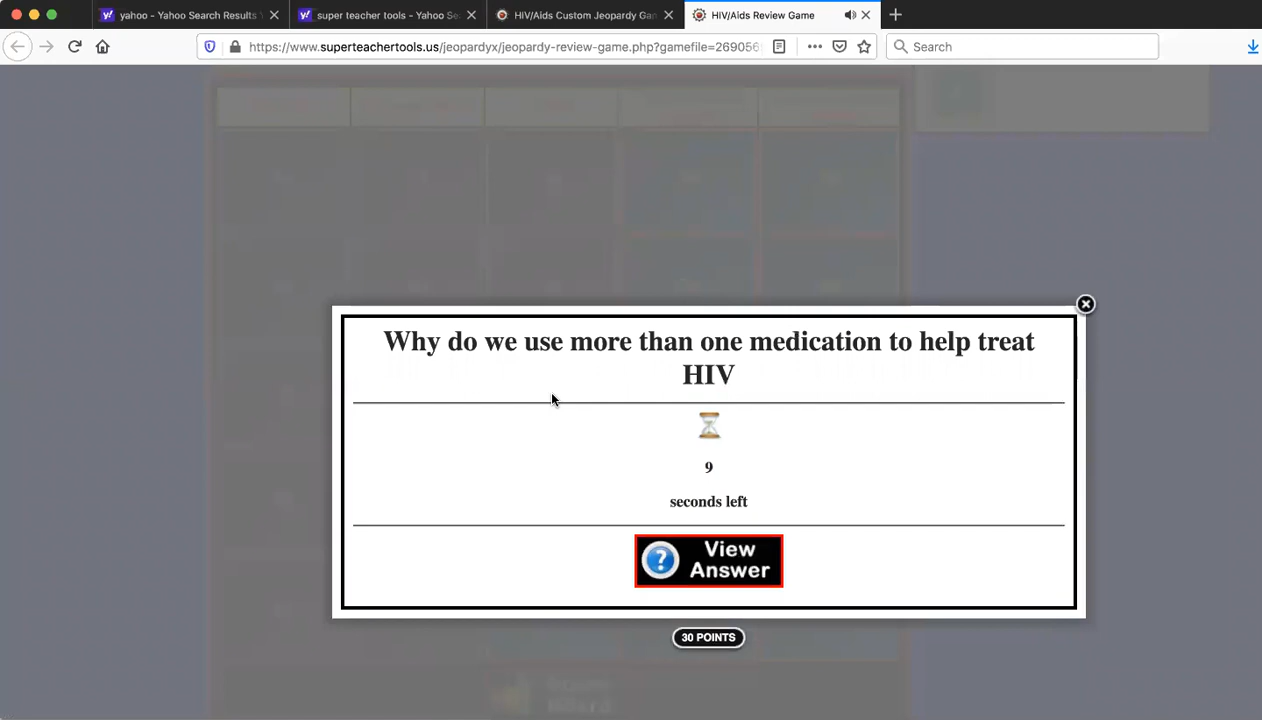 yahoo - Yahoo Search Results
super teacher tools - Yahoo Se
HIV/Aids Custom Jeopardy Gam
HIV/Aids Review Game
https://www.superteachertools.us/jeopardyx/jeopardy-review-game.php?gamefile=269056
Search
Why do we use more than one medication to help treat
HIV
9
seconds left
? View
Answer
30 POINTS